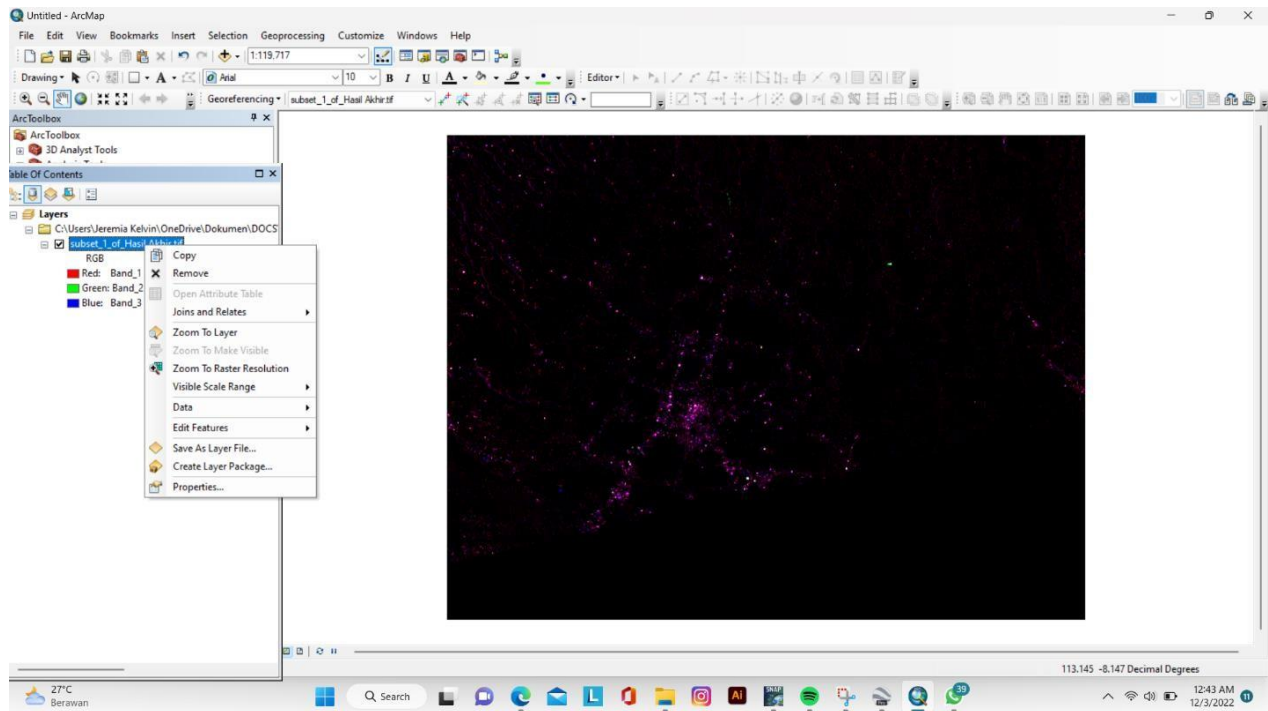 Untitled - ArcMap
File Edit View Bookmarks Insert Selection Geoprocessing Customize Windows Help
1:119,717
Drawing A Arial 10 B I U A Editor
Georeferencing subset_1_of_Hasil Akhir.tif
ArcToolbox
ArcToolbox
3D Analyst Tools
able Of Contents
Layers
C:\Users\Jeremia Kelvin\OneDrive\Dokumen\DOCS
subset_1_of_Hasil Akhir.tif
RGB
Red: Band_1
Green: Band_2
Blue: Band_3
Copy
Remove
Open Attribute Table
Joins and Relates
Zoom To Layer
Zoom To Make Visible
Zoom To Raster Resolution
Visible Scale Range
Data
Edit Features
Save As Layer File...
Create Layer Package...
Properties...
113.145 -8.147 Decimal Degrees
27°C
Berawan
Search
L
Ai
SNAP
39
12:43 AM
12/3/2022
11